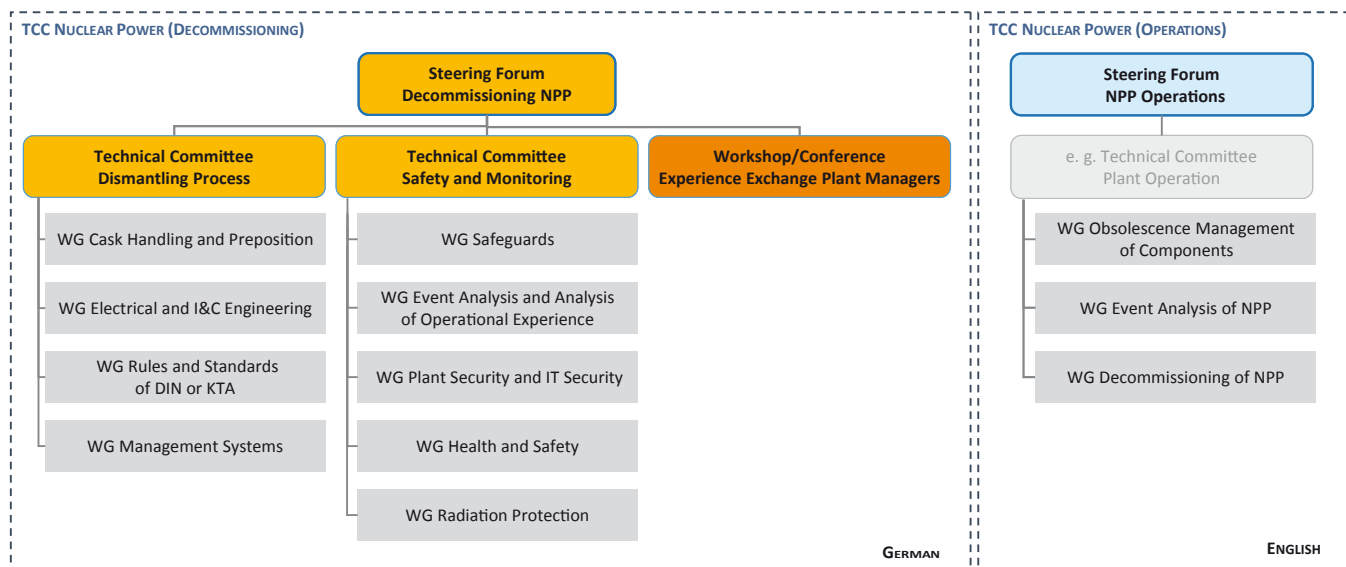 TCC Nuclear Power (Decommissioning)
Steering Forum
Decommissioning NPP
Technical Committee
Dismantling Process
WG Cask Handling and Preposition
WG Electrical and I&C Engineering
WG Rules and Standards
of DIN or KTA
WG Management Systems
Technical Committee
Safety and Monitoring
WG Safeguards
WG Event Analysis and Analysis
of Operational Experience
WG Plant Security and IT Security
WG Health and Safety
WG Radiation Protection
Workshop/Conference
Experience Exchange Plant Managers
German
TCC Nuclear Power (Operations)
Steering Forum
NPP Operations
e. g. Technical Committee
Plant Operation
WG Obsolescence Management
of Components
WG Event Analysis of NPP
WG Decommissioning of NPP
English